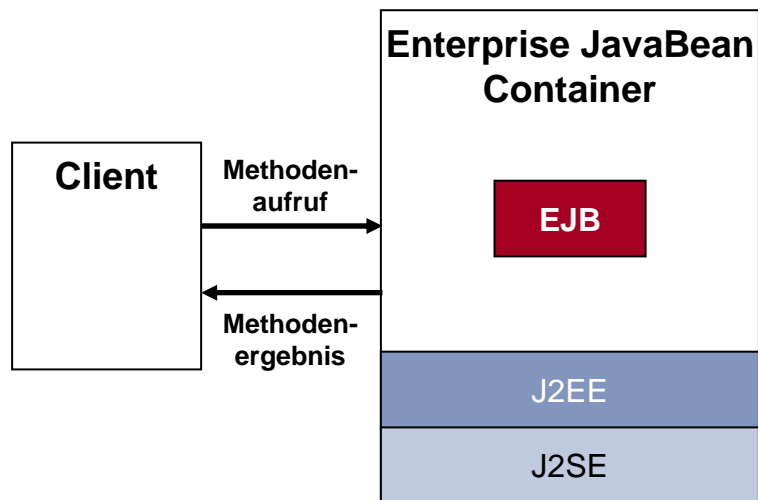 Enterprise JavaBean
Container
Client
Methoden-
aufruf
EJB
Methoden-
ergebnis
J2EE
J2SE